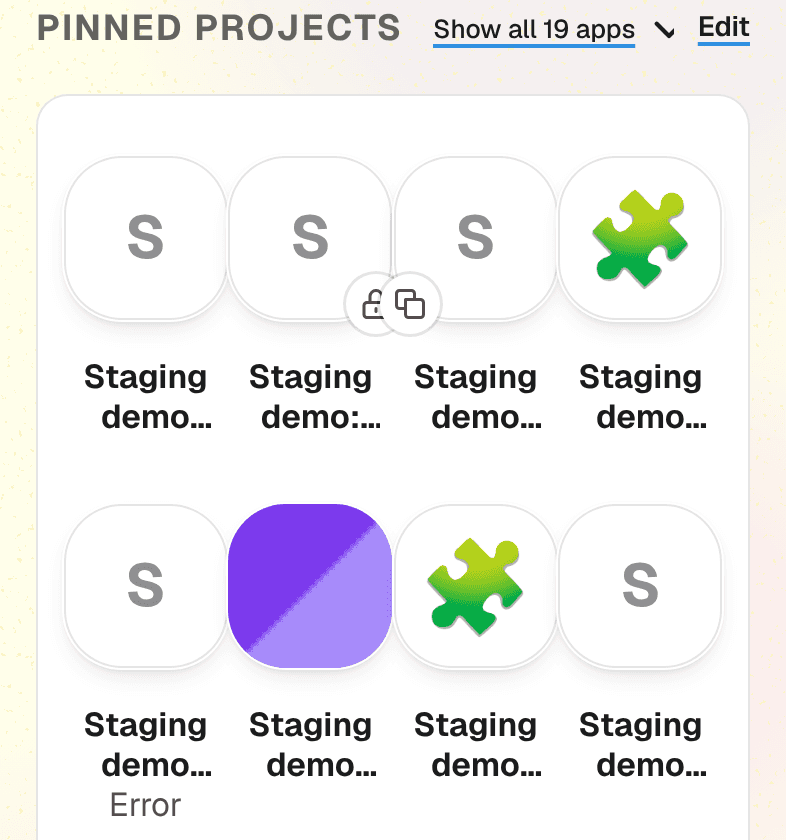 PINNED PROJECTS Show all 19 apps Edit
S S S
Staging Staging Staging Staging
demo... demo:... demo... demo...
S S
Staging Staging Staging Staging
demo... demo... demo... demo...
Error